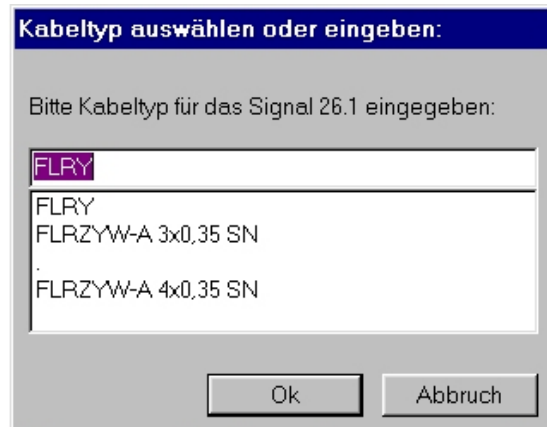 Kabeltyp auswählen oder eingeben:
Bitte Kabeltyp für das Signal 26.1 eingegeben:
FLRY
FLRY
FLRZYW-A 3x0,35 SN
.
FLRZYW-A 4x0,35 SN
Ok
Abbruch